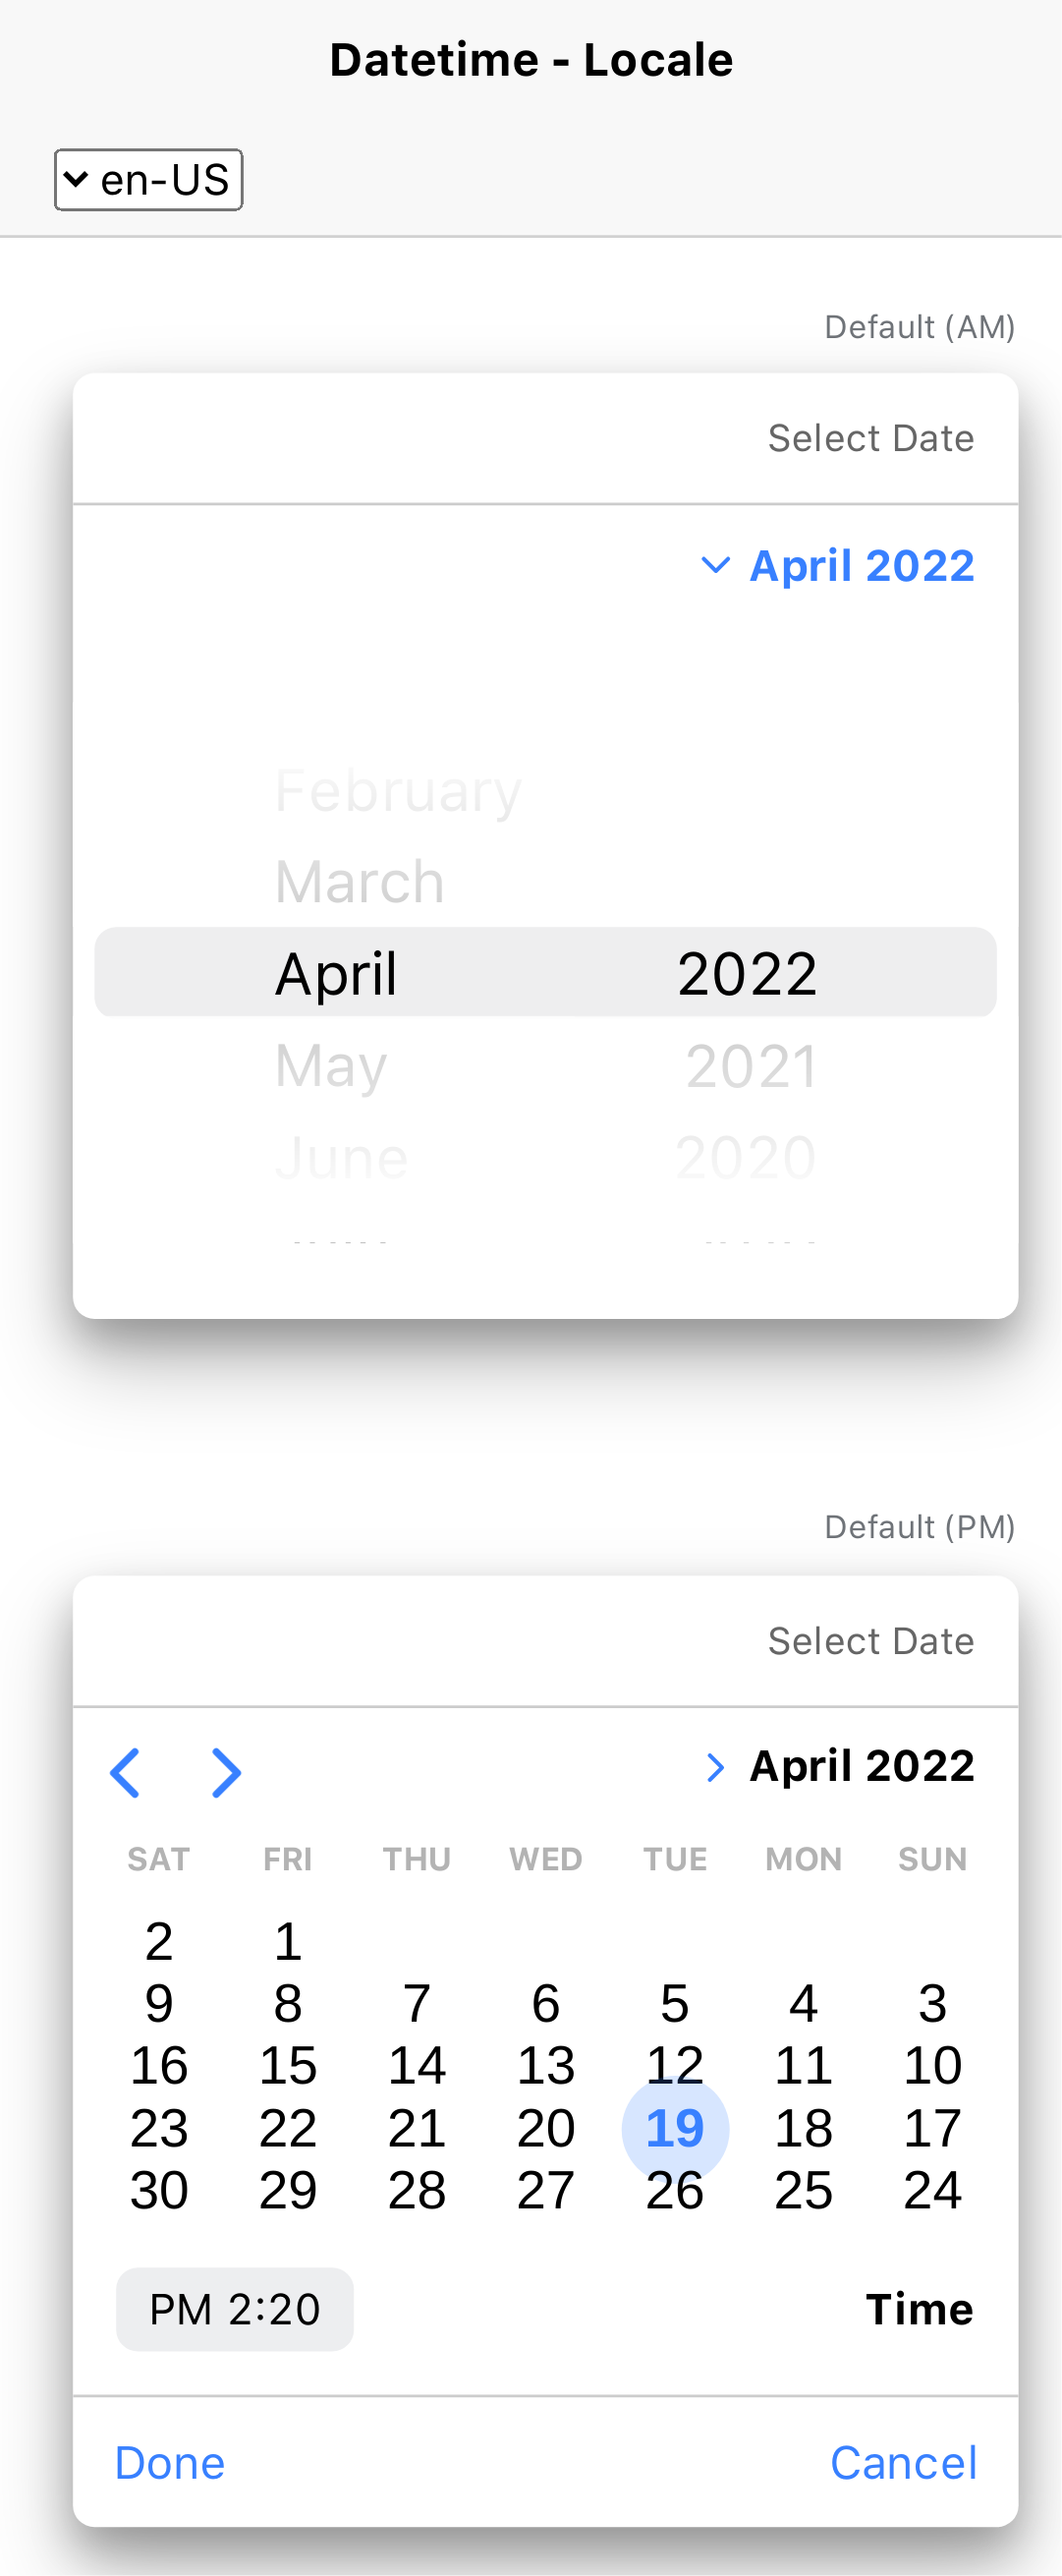 Datetime - Locale
en-US
Default (AM)
Select Date
April 2022
February
March
April 2022
May 2021
June 2020
Default (PM)
Select Date
April 2022
SAT FRI THU WED TUE MON SUN
2 1
9 8 7 6 5 4 3
16 15 14 13 12 11 10
23 22 21 20 19 18 17
30 29 28 27 26 25 24
PM 2:20 Time
Done Cancel